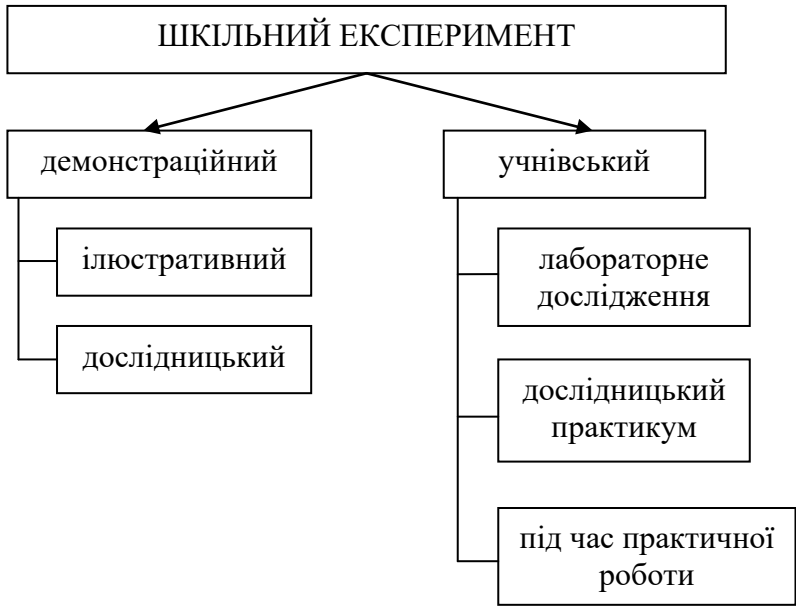 ШКІЛЬНИЙ ЕКСПЕРИМЕНТ
демонстраційний
ілюстративний
дослідницький
учнівський
лабораторне
дослідження
дослідницький
практикум
під час практичної
роботи